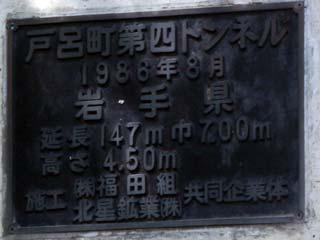 戸呂町第四トンネル
1986年8月
岩手県
延長147m巾7.00m
高さ4.50m
施工 ㈱福田組 北星鉱業㈱ 共同企業体